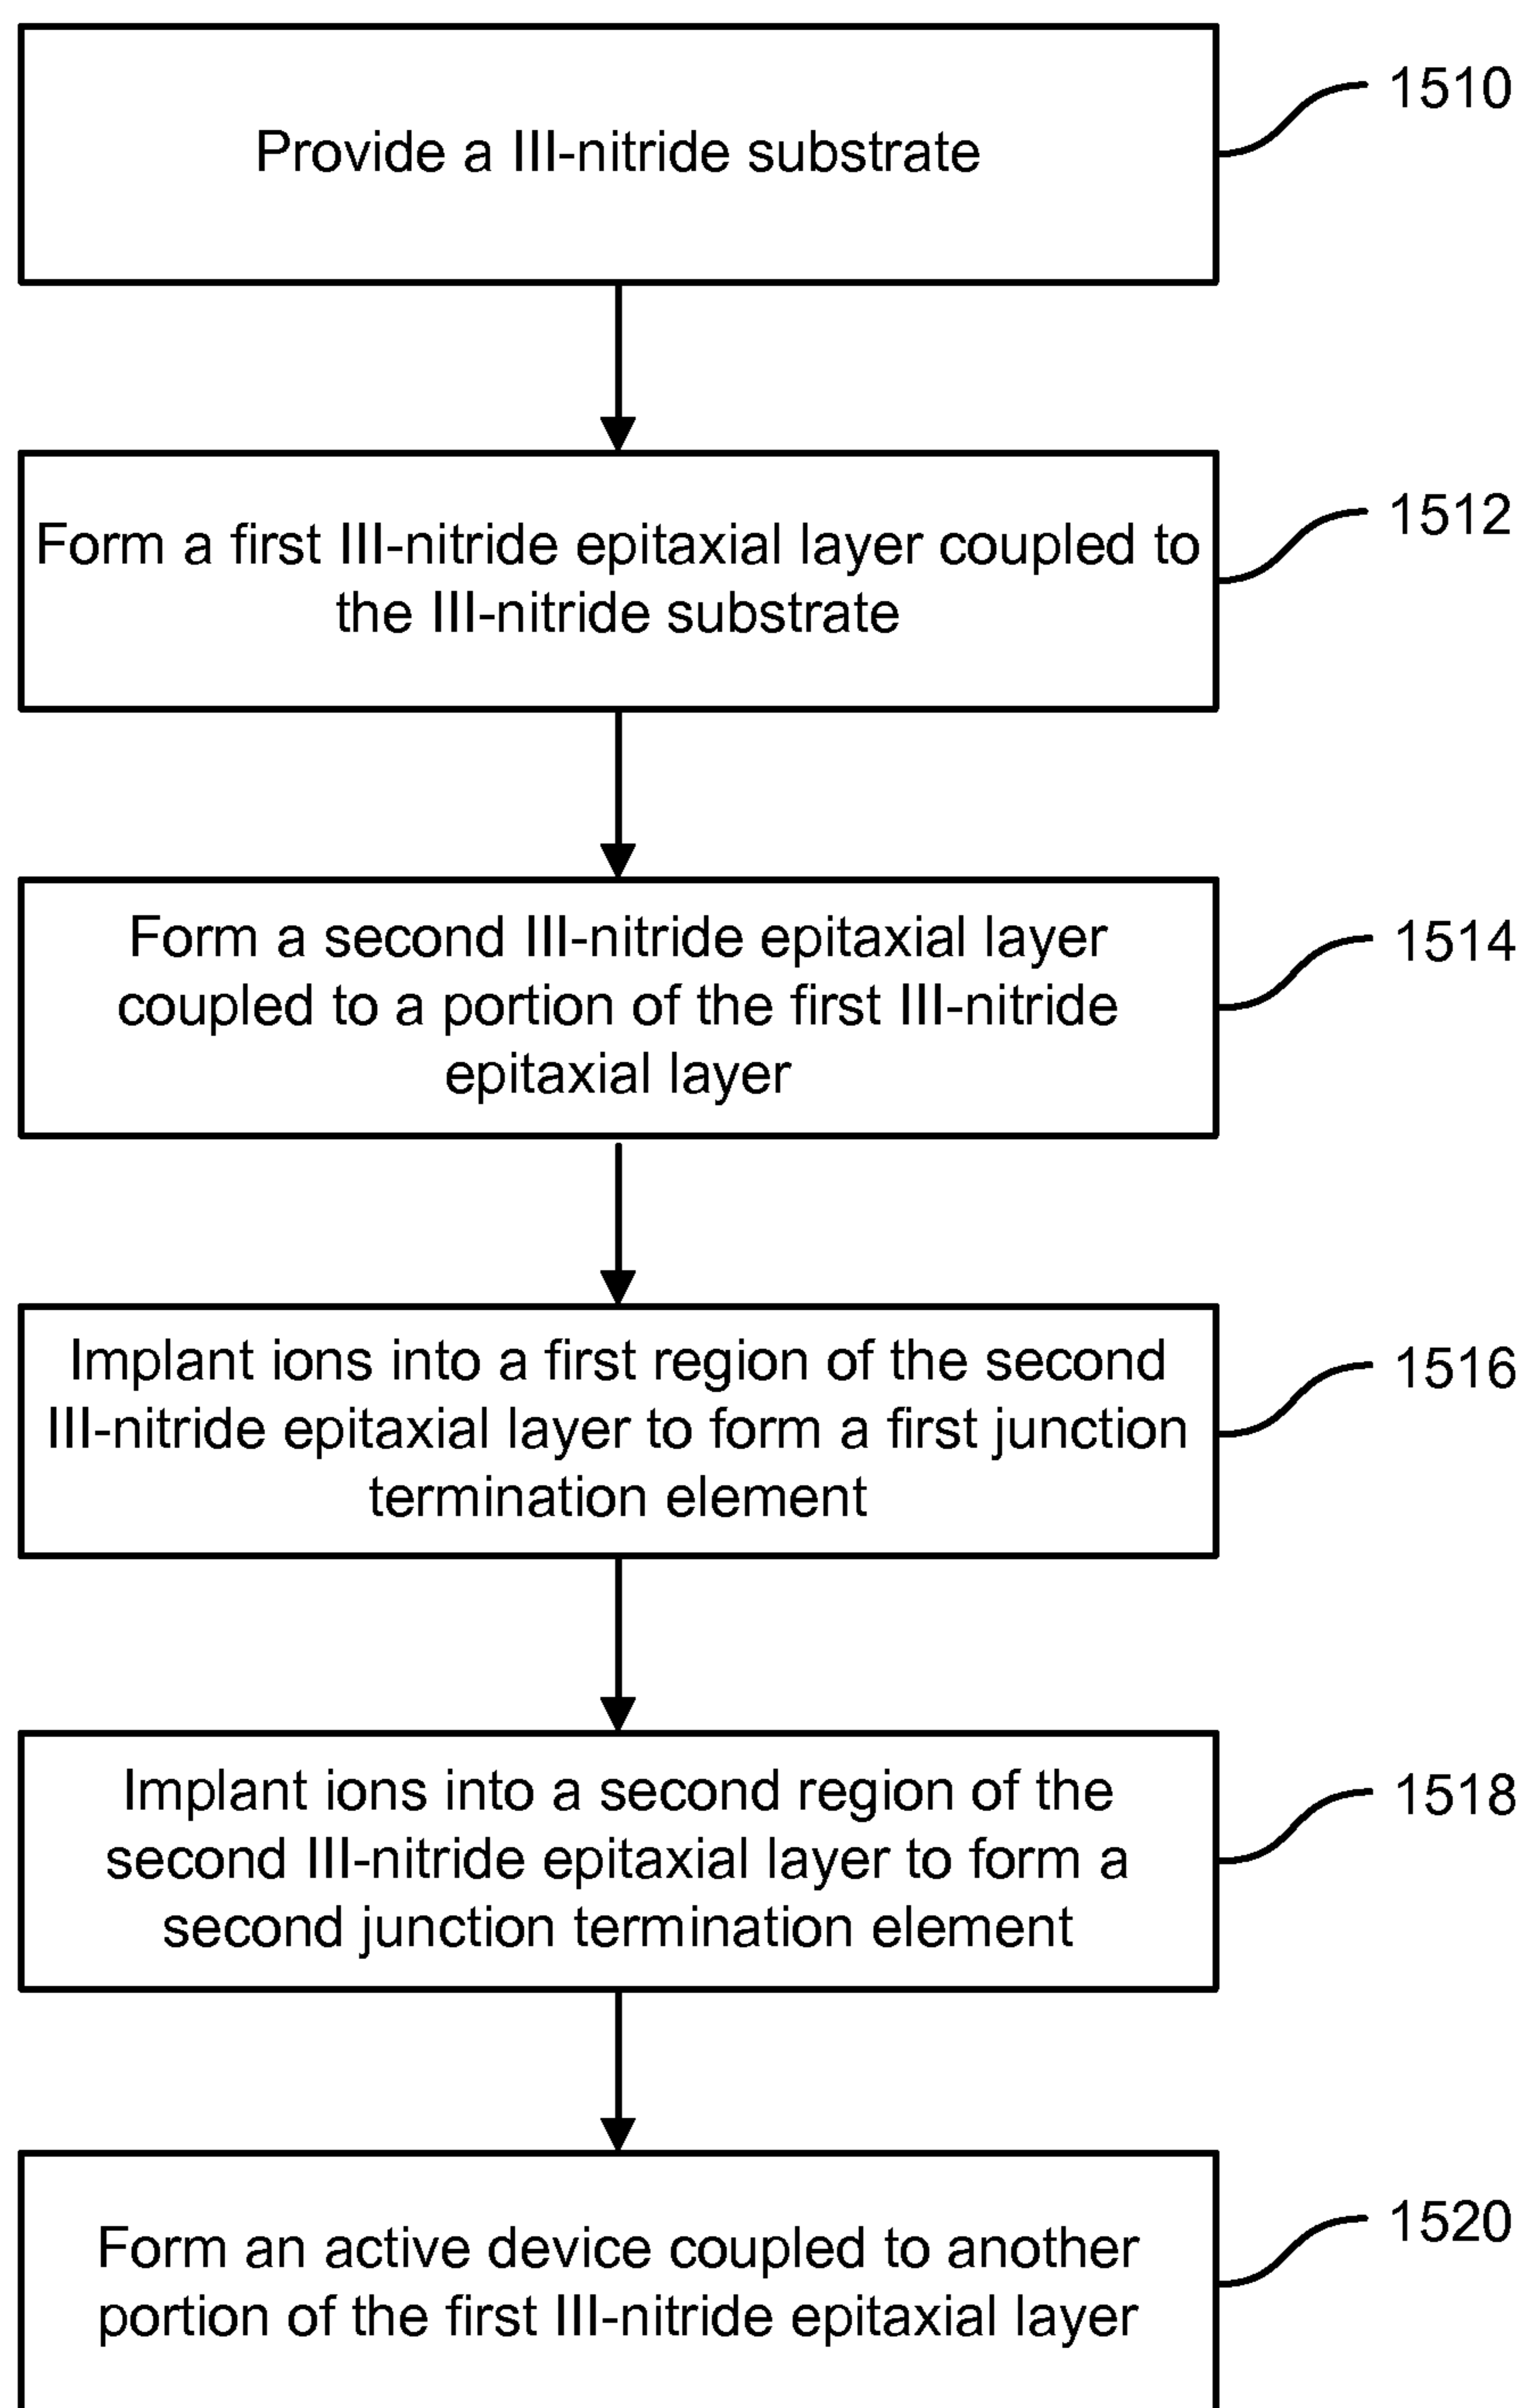 Provide a III-nitride substrate
1510
Form a first III-nitride epitaxial layer coupled to
the III-nitride substrate
1512
Form a second III-nitride epitaxial layer
coupled to a portion of the first III-nitride
epitaxial layer
1514
Implant ions into a first region of the second
III-nitride epitaxial layer to form a first junction
termination element
1516
Implant ions into a second region of the
second III-nitride epitaxial layer to form a
second junction termination element
1518
Form an active device coupled to another
portion of the first III-nitride epitaxial layer
1520